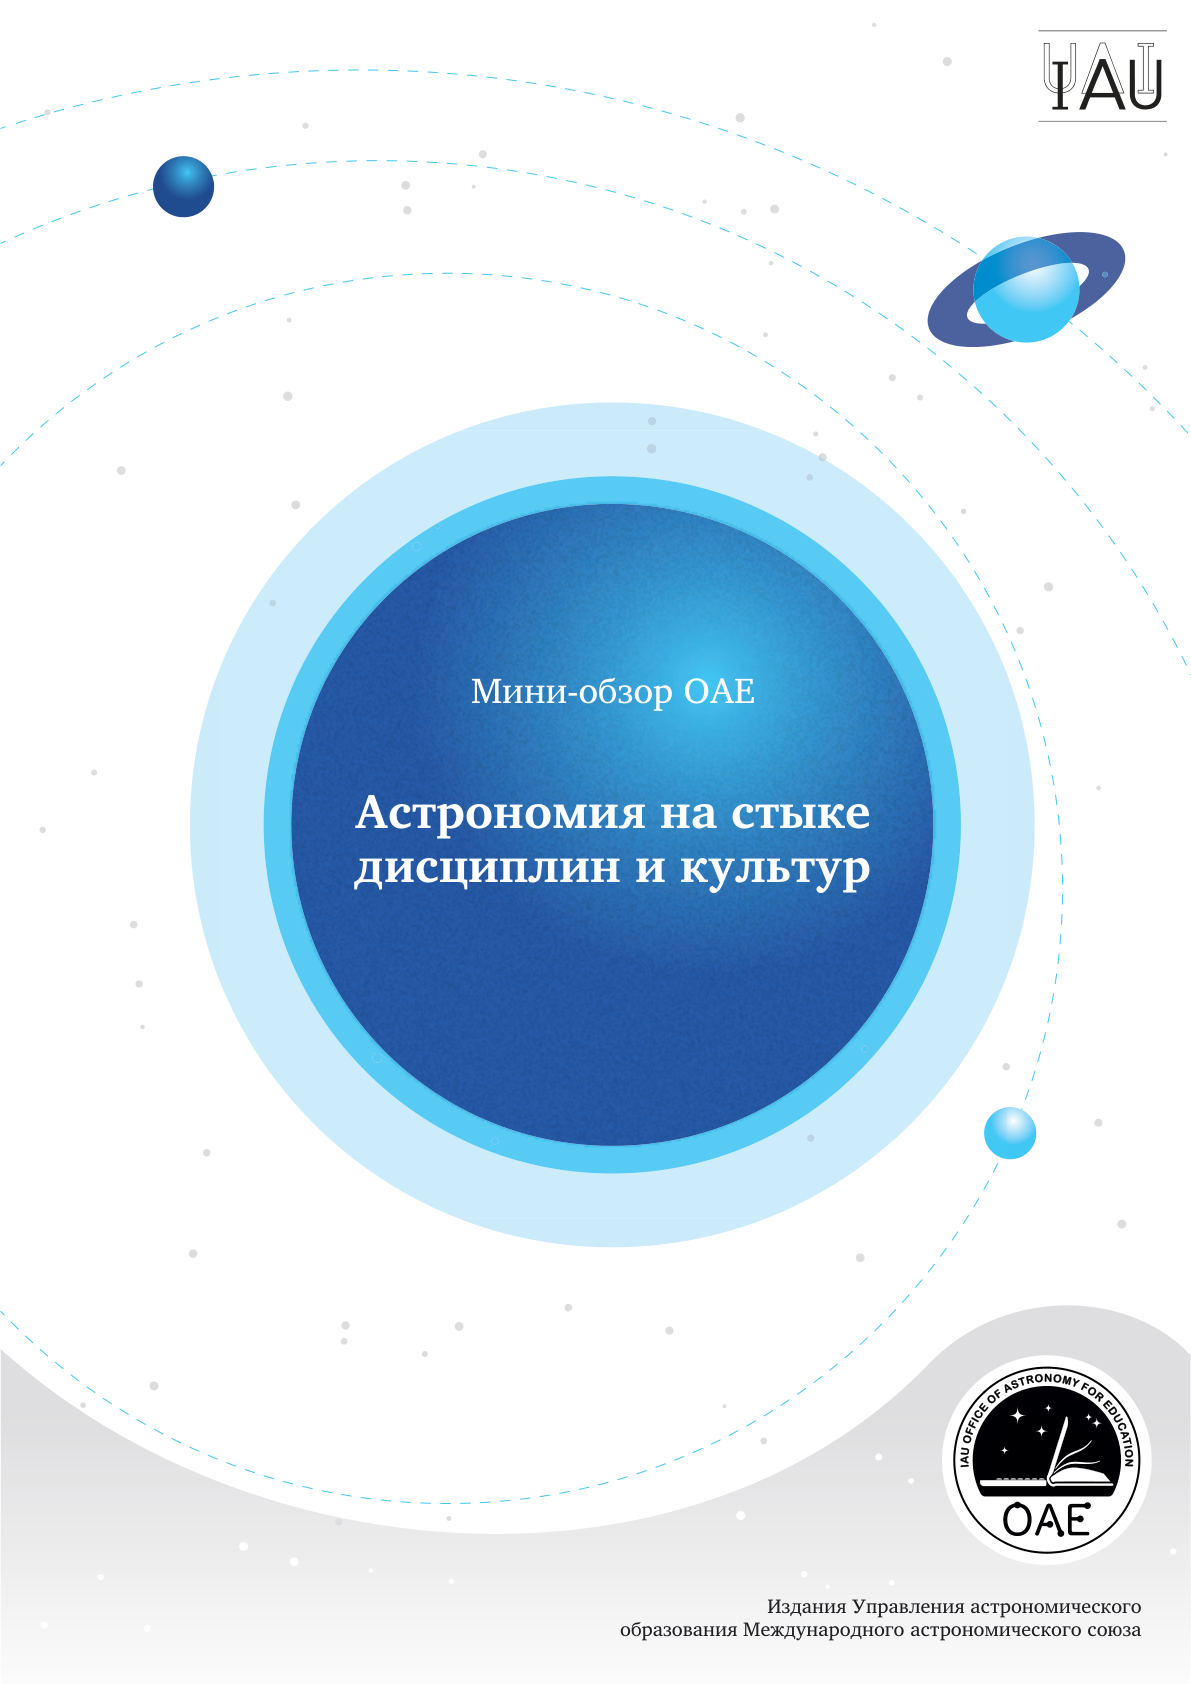 IAU
Мини-обзор OAE
Астрономия на стыке
дисциплин и культур
IAU OFFICE OF ASTRONOMY FOR EDUCATION
OAE
Издания Управления астрономического
образования Международного астрономического союза